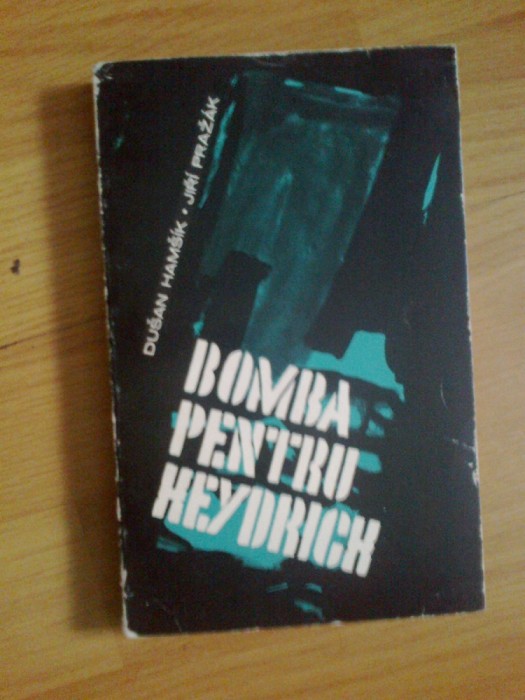 DUŠAN HAMŠÍK • JIŘÍ PRAŽÁK
BOMBA
PENTRU
HEYDRICH